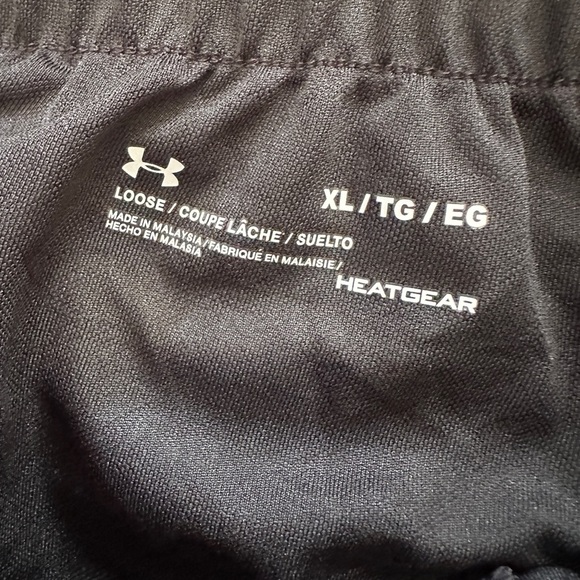 LOOSE / COUPE LÂCHE / SUELTO
MADE IN MALAYSIA / FABRIQUÉ EN MALAISIE /
HECHO EN MALASIA
XL / TG / EG
HEATGEAR